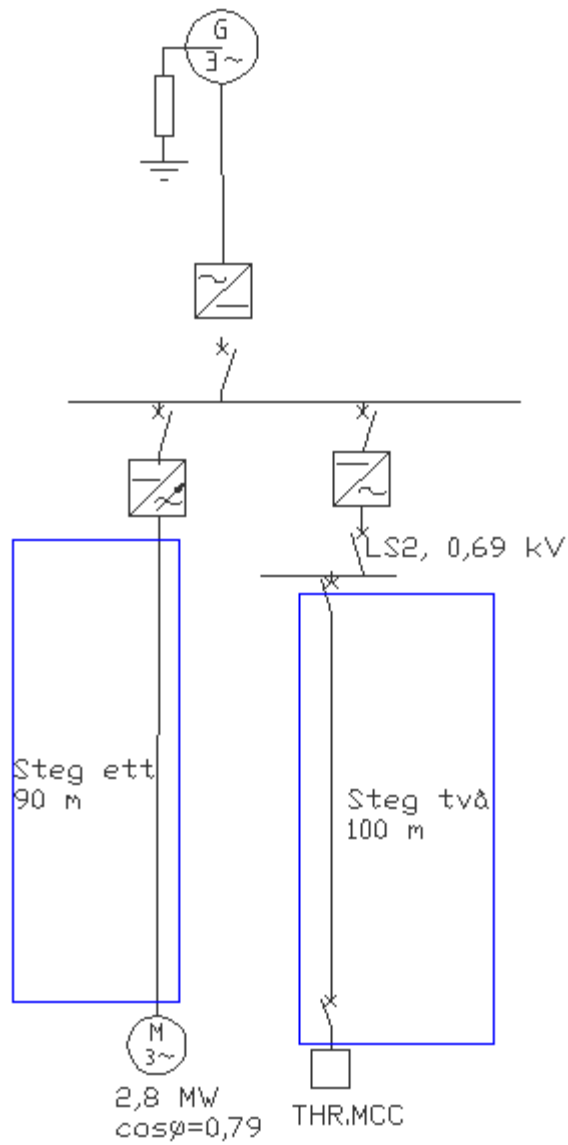 G
3~
LS2, 0,69 kV
Steg ett
90 m
Steg två
100 m
M
3~
2,8 MW
cosφ=0,79
THR.MCC